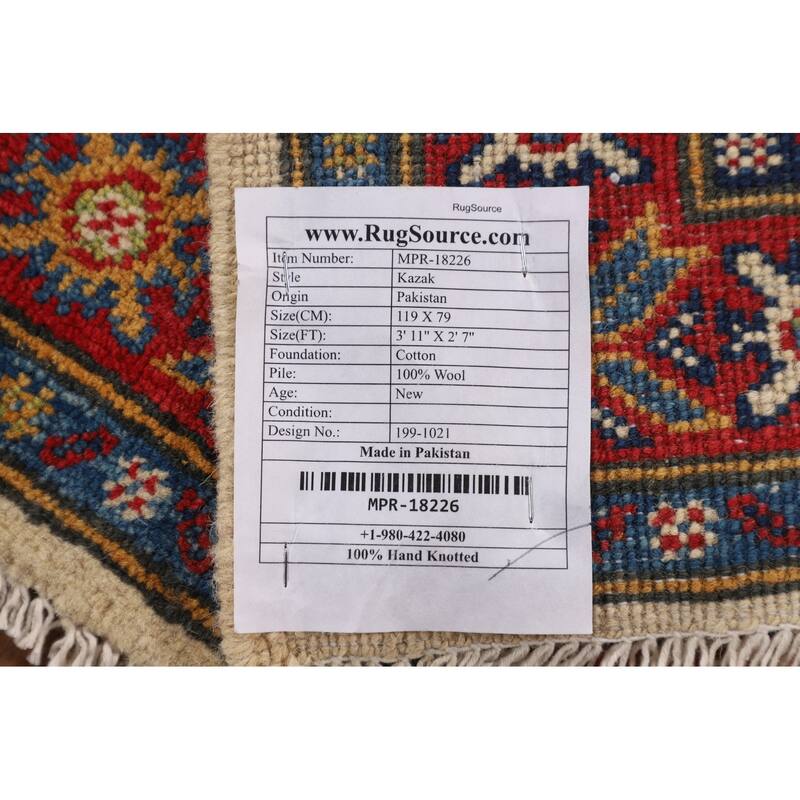 RugSource
www.RugSource.com
Item Number: MPR-18226
Style Kazak
Origin Pakistan
Size(CM): 119 X 79
Size(FT): 3' 11" X 2' 7"
Foundation: Cotton
Pile: 100% Wool
Age: New
Condition:
Design No.: 199-1021
Made in Pakistan
MPR-18226
+1-980-422-4080
100% Hand Knotted